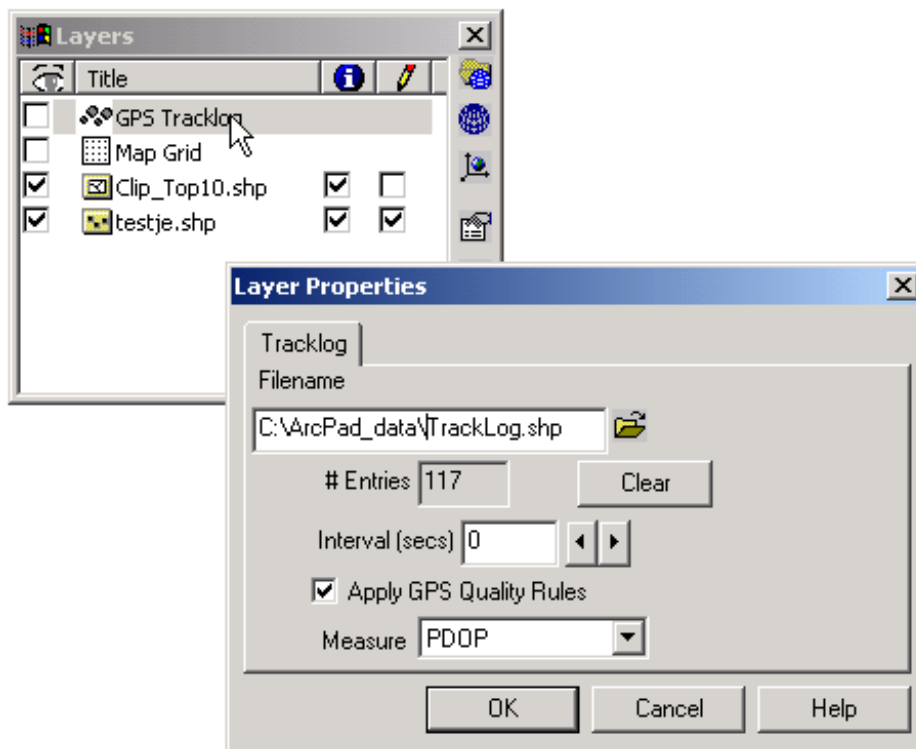 Layers
Title
GPS Tracklog
Map Grid
Clip_Top10.shp
testje.shp
Layer Properties
Tracklog
Filename
C:\ArcPad_data\TrackLog.shp
# Entries 117 Clear
Interval (secs) 0
Apply GPS Quality Rules
Measure PDOP
OK Cancel Help